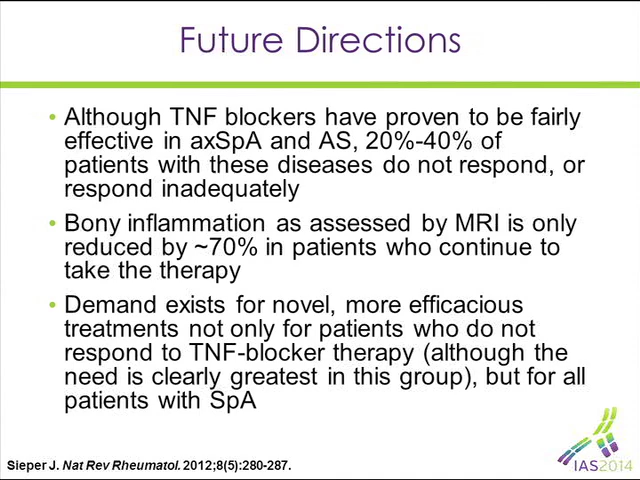 Future Directions
• Although TNF blockers have proven to be fairly
effective in axSpA and AS, 20%-40% of
patients with these diseases do not respond, or
respond inadequately
• Bony inflammation as assessed by MRI is only
reduced by ~70% in patients who continue to
take the therapy
• Demand exists for novel, more efficacious
treatments not only for patients who do not
respond to TNF-blocker therapy (although the
need is clearly greatest in this group), but for all
patients with SpA
Sieper J. Nat Rev Rheumatol. 2012;8(5):280-287.
IAS2014